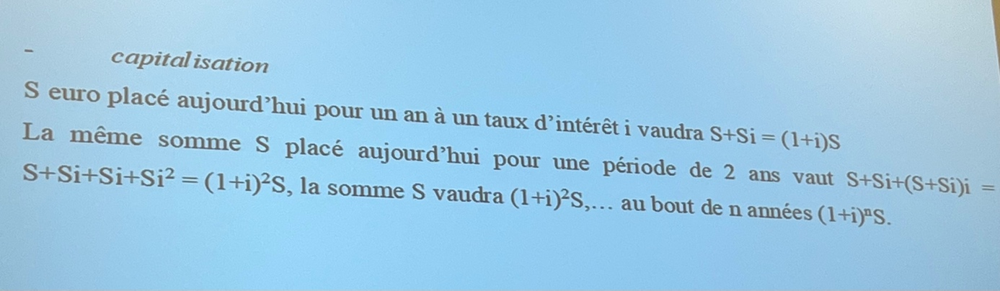 - capitalisation
S euro placé aujourd’hui pour un an à un taux d’intérêt i vaudra S+Si = (1+i)S
La même somme S placé aujourd’hui pour une période de 2 ans vaut S+Si+(S+Si)i =
S+Si+Si+Si² = (1+i)²S, la somme S vaudra (1+i)²S,… au bout de n années (1+i)ⁿS.